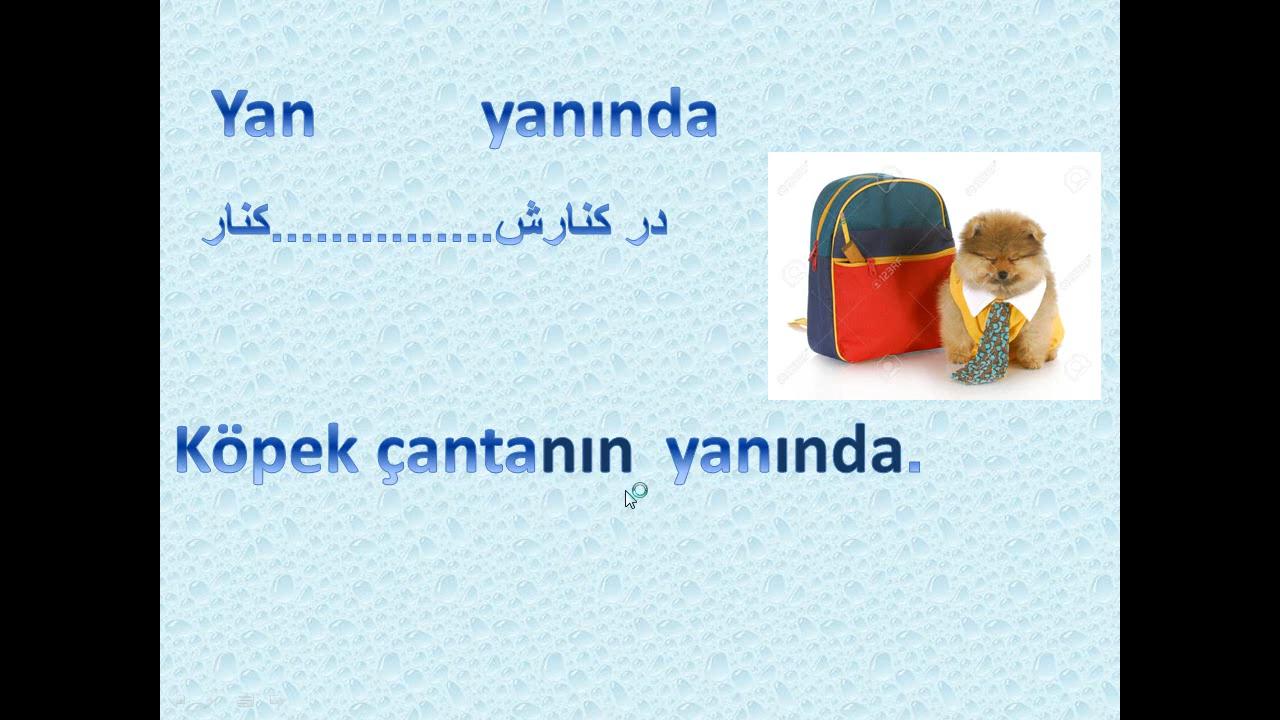 Yan yanında
کنار...............در کنارش
Köpek çantanın yanında.